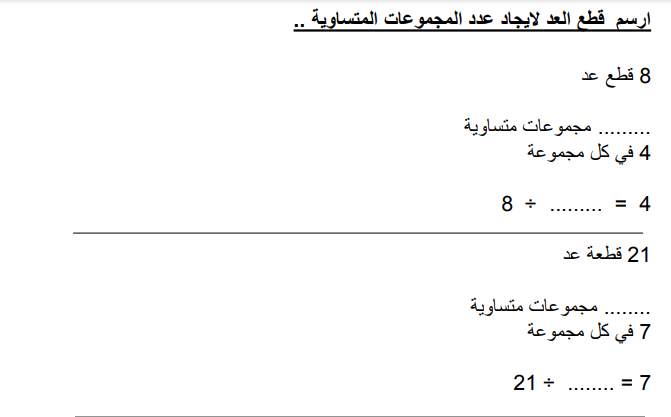 ارسم قطع العد لايجاد عدد المجموعات المتساوية ..
8 قطع عد
......... مجموعات متساوية
4 في كل مجموعة
8 ÷ ......... = 4
21 قطعة عد
........ مجموعات متساوية
7 في كل مجموعة
21 ÷ ........ = 7